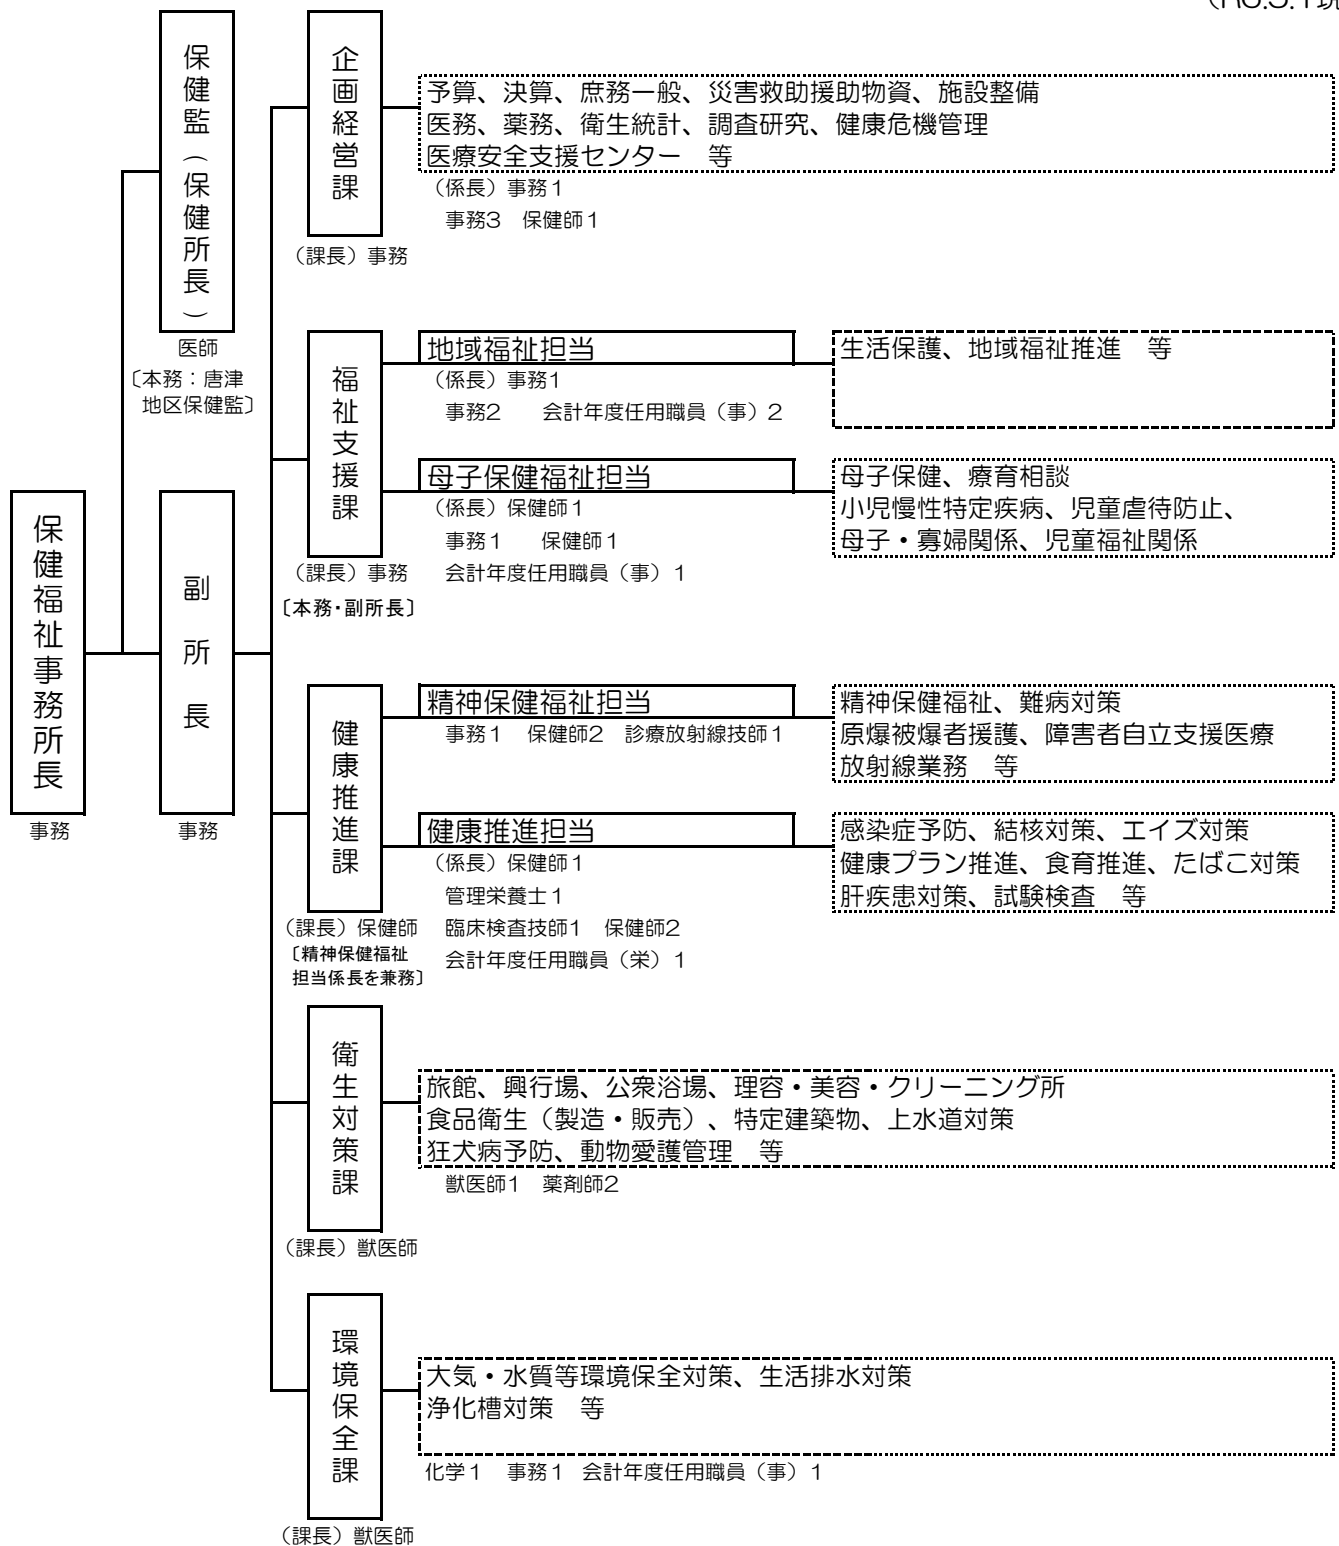 保健福祉事務所長
事務
保健監（保健所長）
医師
〔本務：唐津
地区保健監〕
副所長
事務
企画経営課
（課長）事務
予算、決算、庶務一般、災害救助援助物資、施設整備
医務、薬務、衛生統計、調査研究、健康危機管理
医療安全支援センター　等
（係長）事務１
事務3　保健師１
福祉支援課
（課長）事務
〔本務・副所長〕
地域福祉担当
（係長）事務１
事務2　会計年度任用職員（事）2
生活保護、地域福祉推進　等
母子保健福祉担当
（係長）保健師１
事務１　保健師１
会計年度任用職員（事）１
母子保健、療育相談
小児慢性特定疾病、児童虐待防止、
母子・寡婦関係、児童福祉関係
健康推進課
（課長）保健師
〔精神保健福祉
担当係長を兼務〕
精神保健福祉担当
事務１　保健師2　診療放射線技師１
精神保健福祉、難病対策
原爆被爆者援護、障害者自立支援医療
放射線業務　等
健康推進担当
（係長）保健師１
管理栄養士１
臨床検査技師１　保健師2
会計年度任用職員（栄）１
感染症予防、結核対策、エイズ対策
健康プラン推進、食育推進、たばこ対策
肝疾患対策、試験検査　等
衛生対策課
（課長）獣医師
旅館、興行場、公衆浴場、理容・美容・クリーニング所
食品衛生（製造・販売）、特定建築物、上水道対策
狂犬病予防、動物愛護管理　等
獣医師１　薬剤師2
環境保全課
（課長）獣医師
大気・水質等環境保全対策、生活排水対策
浄化槽対策　等
化学１　事務１　会計年度任用職員（事）１